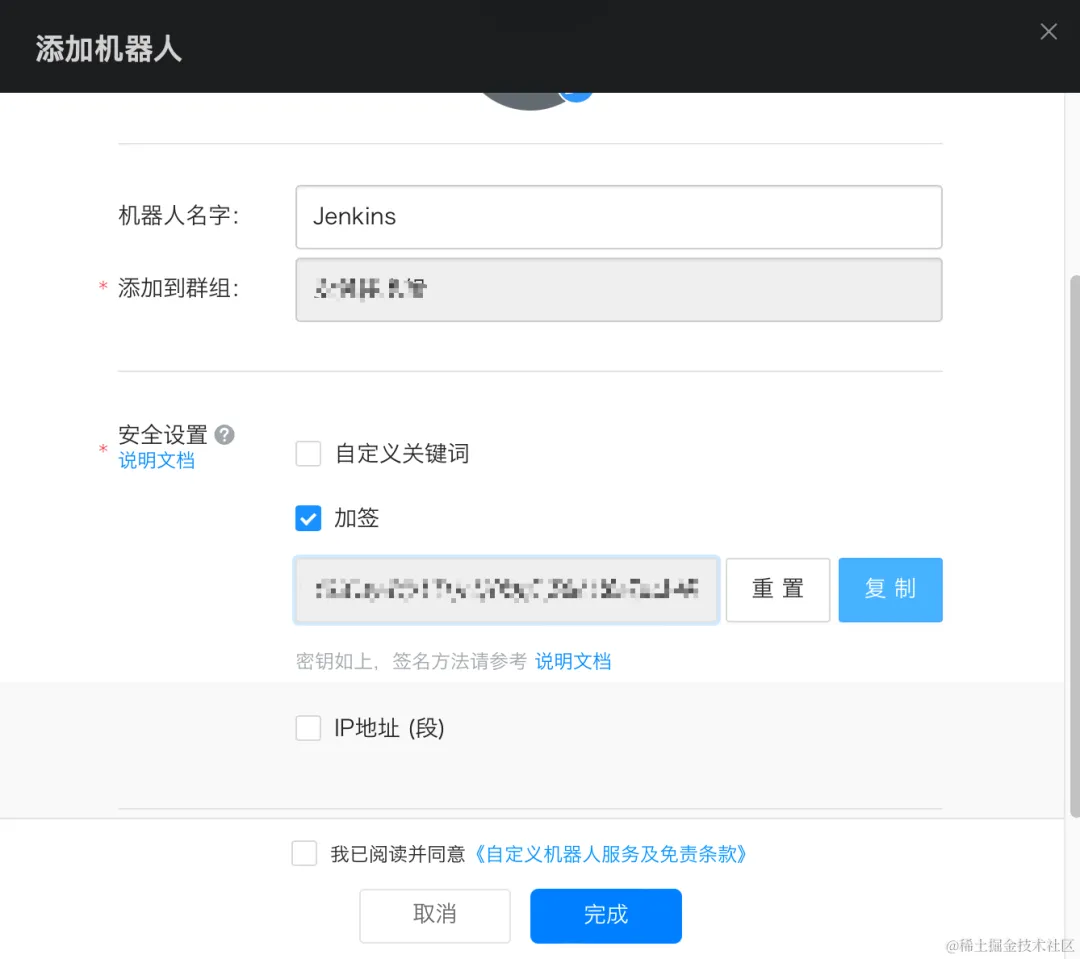 添加机器人
机器人名字：
Jenkins
* 添加到群组：
* 安全设置 ?
说明文档
自定义关键词
加签
重 置
复 制
密钥如上，签名方法请参考 说明文档
IP地址 (段)
我已阅读并同意《自定义机器人服务及免责条款》
取消
完成
@稀土掘金技术社区